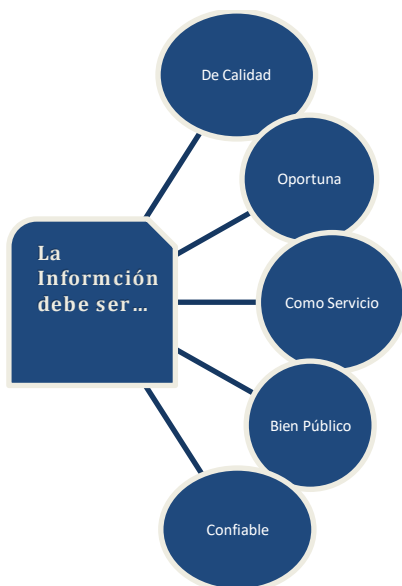 De Calidad
Oportuna
La
Informción
debe ser...
Como Servicio
Bien Público
Confiable